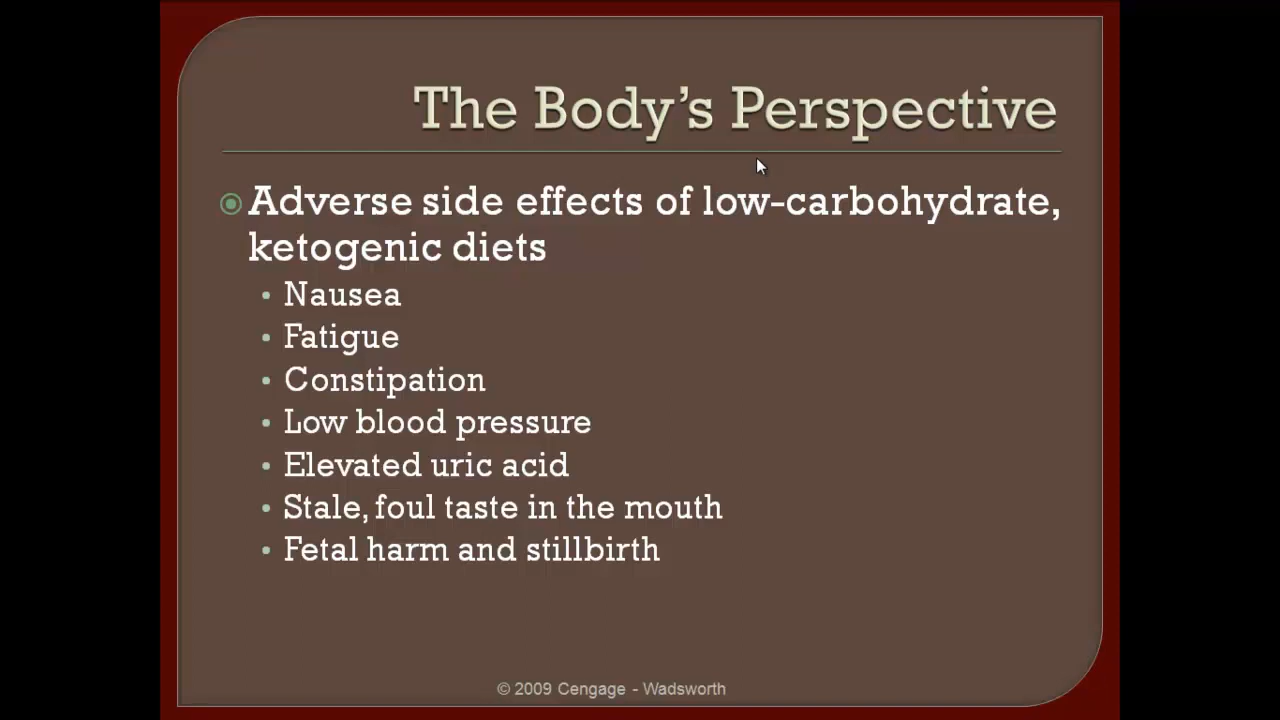 The Body's Perspective
Adverse side effects of low-carbohydrate,
ketogenic diets
• Nausea
• Fatigue
• Constipation
• Low blood pressure
• Elevated uric acid
• Stale, foul taste in the mouth
• Fetal harm and stillbirth
© 2009 Cengage - Wadsworth